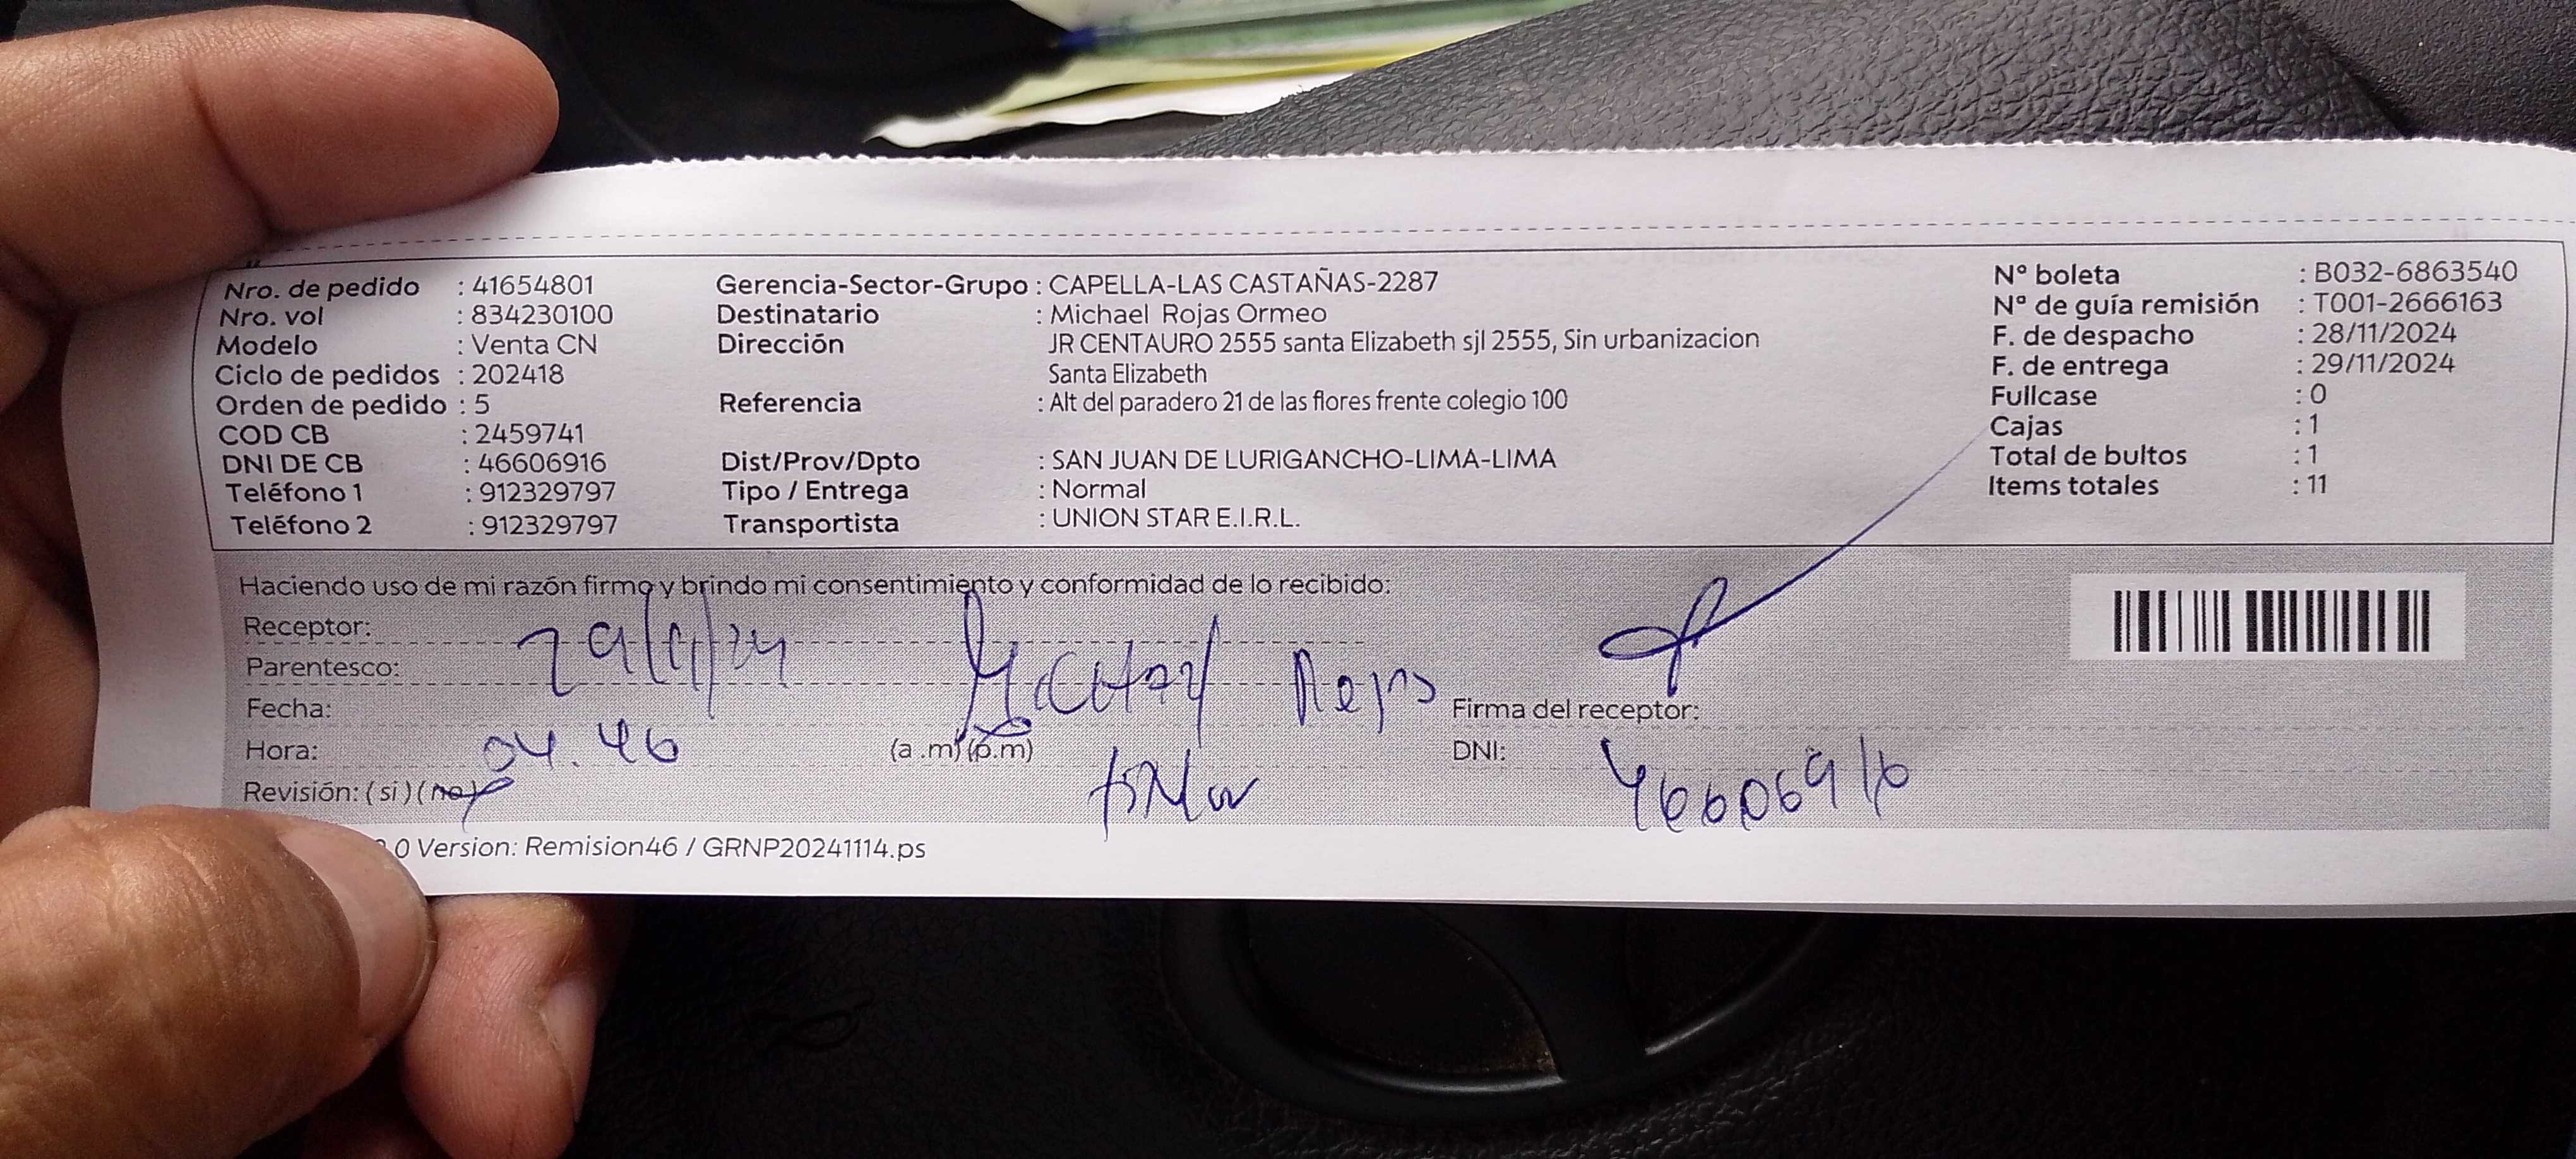 Nro. de pedido : 41654801
Nro. vol : 834230100
Modelo : Venta CN
Ciclo de pedidos : 202418
Orden de pedido : 5
COD CB : 2459741
DNI DE CB : 46606916
Teléfono 1 : 912329797
Teléfono 2 : 912329797
Gerencia-Sector-Grupo : CAPELLA-LAS CASTAÑAS-2287
Destinatario : Michael Rojas Ormeo
Dirección JR CENTAURO 2555 santa Elizabeth sjl 2555, Sin urbanizacion
Santa Elizabeth
Referencia : Alt del paradero 21 de las flores frente colegio 100
Dist/Prov/Dpto : SAN JUAN DE LURIGANCHO-LIMA-LIMA
Tipo / Entrega : Normal
Transportista : UNION STAR E.I.R.L.
N° boleta : B032-6863540
Nª de guía remisión : T001-2666163
F. de despacho : 28/11/2024
F. de entrega : 29/11/2024
Fullcase : 0
Cajas : 1
Total de bultos : 1
Items totales : 11
Haciendo uso de mi razón firmo y brindo mi consentimiento y conformidad de lo recibido:
Receptor:
Parentesco: 29/11/24 Rojas
Fecha: Firma del receptor:
Hora: 04.46 (a .m) (p.m) DNI: 46606916
Revisión: ( si ) ( no )
0 Version: Remision46 / GRNP20241114.ps